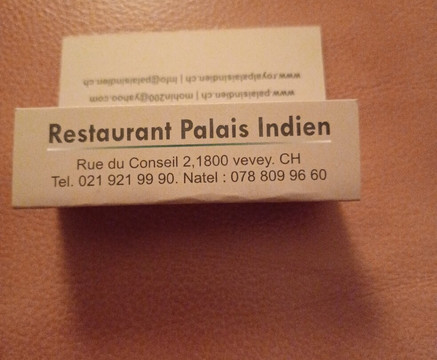 Restaurant Palais Indien
Rue du Conseil 2,1800 vevey. CH
Tel. 021 921 99 90. Natel : 078 809 96 60
www.palaisindien.ch | mohin200@yahoo.com
www.royalpalaisindien.ch | info@palaisindien.ch